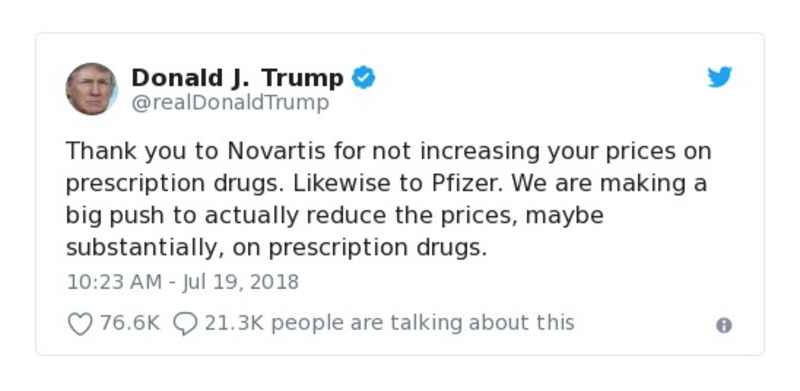 Donald J. Trump
@realDonaldTrump
Thank you to Novartis for not increasing your prices on
prescription drugs. Likewise to Pfizer. We are making a
big push to actually reduce the prices, maybe
substantially, on prescription drugs.
10:23 AM - Jul 19, 2018
76.6K 21.3K people are talking about this